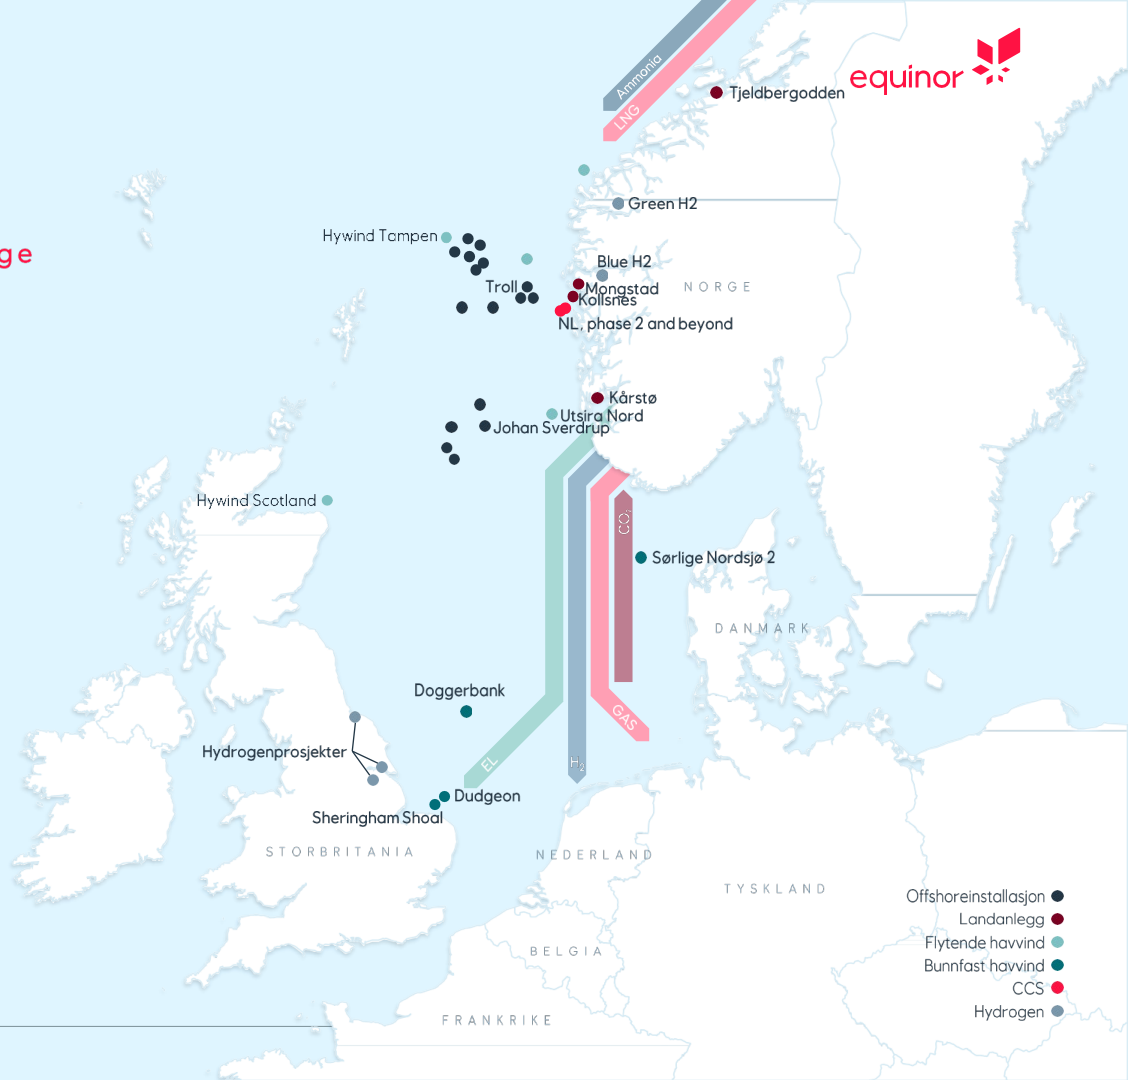 Ammonia
LNG
equinor
Tjeldbergodden
Green H2
Hywind Tampen
ge
Blue H2
Troll
Mongstad
Kollsnes
NORGE
NL, phase 2 and beyond
Kårstø
Utsira Nord
Johan Sverdrup
Hywind Scotland
CO₂
Sørlige Nordsjø 2
DANMARK
Doggerbank
GAS
Hydrogenprosjekter
EL
H₂
Dudgeon
Sheringham Shoal
STORBRITANIA
NEDERLAND
TYSKLAND
BELGIA
FRANKRIKE
Offshoreinstallasjon
Landanlegg
Flytende havvind
Bunnfast havvind
CCS
Hydrogen